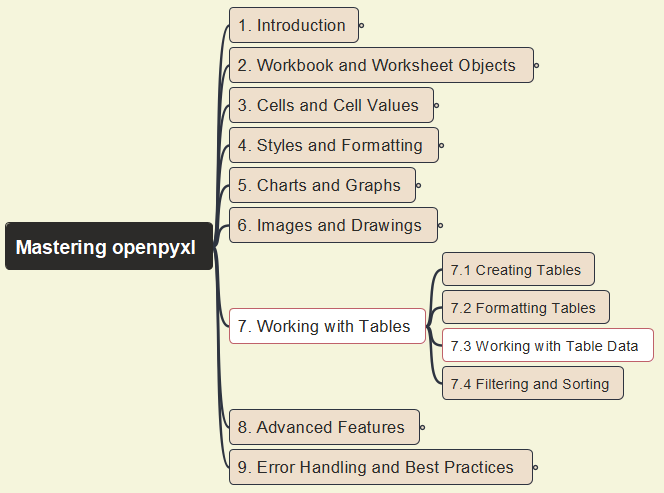 Mastering openpyxl
1. Introduction
2. Workbook and Worksheet Objects
3. Cells and Cell Values
4. Styles and Formatting
5. Charts and Graphs
6. Images and Drawings
7. Working with Tables
7.1 Creating Tables
7.2 Formatting Tables
7.3 Working with Table Data
7.4 Filtering and Sorting
8. Advanced Features
9. Error Handling and Best Practices